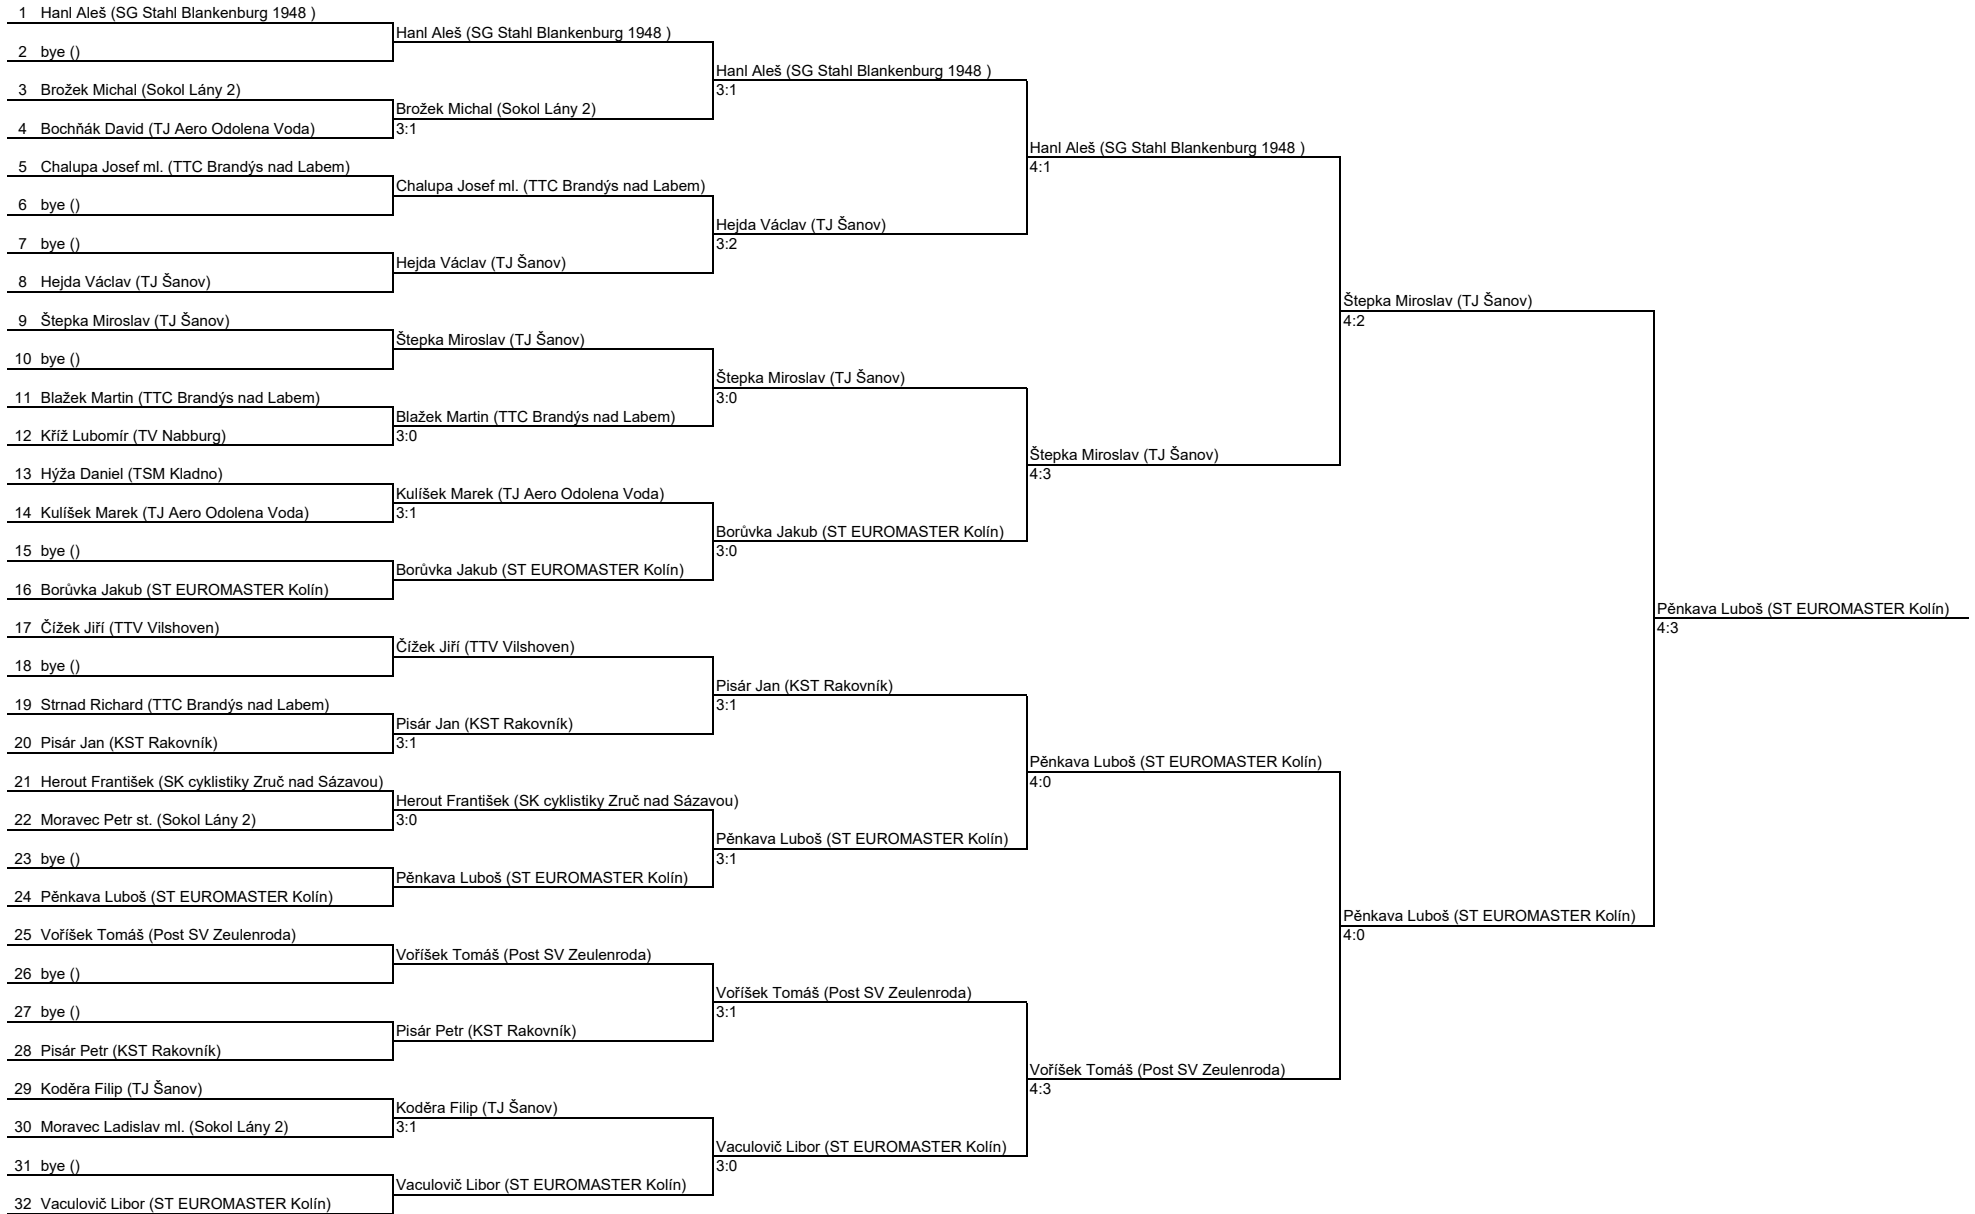 1 Hanl Aleš (SG Stahl Blankenburg 1948 )
2 bye ()
3 Brožek Michal (Sokol Lány 2)
4 Bochňák David (TJ Aero Odolena Voda)
5 Chalupa Josef ml. (TTC Brandýs nad Labem)
6 bye ()
7 bye ()
8 Hejda Václav (TJ Šanov)
9 Štepka Miroslav (TJ Šanov)
10 bye ()
11 Blažek Martin (TTC Brandýs nad Labem)
12 Kříž Lubomír (TV Nabburg)
13 Hýža Daniel (TSM Kladno)
14 Kulíšek Marek (TJ Aero Odolena Voda)
15 bye ()
16 Borůvka Jakub (ST EUROMASTER Kolín)
17 Čížek Jiří (TTV Vilshoven)
18 bye ()
19 Strnad Richard (TTC Brandýs nad Labem)
20 Pisár Jan (KST Rakovník)
21 Herout František (SK cyklistiky Zruč nad Sázavou)
22 Moravec Petr st. (Sokol Lány 2)
23 bye ()
24 Pěnkava Luboš (ST EUROMASTER Kolín)
25 Voříšek Tomáš (Post SV Zeulenroda)
26 bye ()
27 bye ()
28 Pisár Petr (KST Rakovník)
29 Koděra Filip (TJ Šanov)
30 Moravec Ladislav ml. (Sokol Lány 2)
31 bye ()
32 Vaculovič Libor (ST EUROMASTER Kolín)
Hanl Aleš (SG Stahl Blankenburg 1948 )
Brožek Michal (Sokol Lány 2)
3:1
Chalupa Josef ml. (TTC Brandýs nad Labem)
Hejda Václav (TJ Šanov)
Štepka Miroslav (TJ Šanov)
Blažek Martin (TTC Brandýs nad Labem)
3:0
Kulíšek Marek (TJ Aero Odolena Voda)
3:1
Borůvka Jakub (ST EUROMASTER Kolín)
Čížek Jiří (TTV Vilshoven)
Pisár Jan (KST Rakovník)
3:1
Herout František (SK cyklistiky Zruč nad Sázavou)
3:0
Pěnkava Luboš (ST EUROMASTER Kolín)
Voříšek Tomáš (Post SV Zeulenroda)
Pisár Petr (KST Rakovník)
Koděra Filip (TJ Šanov)
3:1
Vaculovič Libor (ST EUROMASTER Kolín)
Hanl Aleš (SG Stahl Blankenburg 1948 )
3:1
Hejda Václav (TJ Šanov)
3:2
Štepka Miroslav (TJ Šanov)
3:0
Borůvka Jakub (ST EUROMASTER Kolín)
3:0
Pisár Jan (KST Rakovník)
3:1
Pěnkava Luboš (ST EUROMASTER Kolín)
3:1
Voříšek Tomáš (Post SV Zeulenroda)
3:1
Vaculovič Libor (ST EUROMASTER Kolín)
3:0
Hanl Aleš (SG Stahl Blankenburg 1948 )
4:1
Štepka Miroslav (TJ Šanov)
4:3
Pěnkava Luboš (ST EUROMASTER Kolín)
4:0
Voříšek Tomáš (Post SV Zeulenroda)
4:3
Štepka Miroslav (TJ Šanov)
4:2
Pěnkava Luboš (ST EUROMASTER Kolín)
4:0
Pěnkava Luboš (ST EUROMASTER Kolín)
4:3